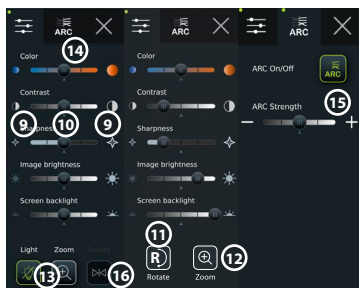 ARC
14
Color
Contrast
9 10 9
Sharpness
Image brightness
Screen backlight
Light Zoom Freeze
13 16
ARC
Color
Contrast
Sharpness
Image brightness
Screen backlight
11
R
12
Rotate Zoom
ARC
ARC On/Off
ARC
15
ARC Strength